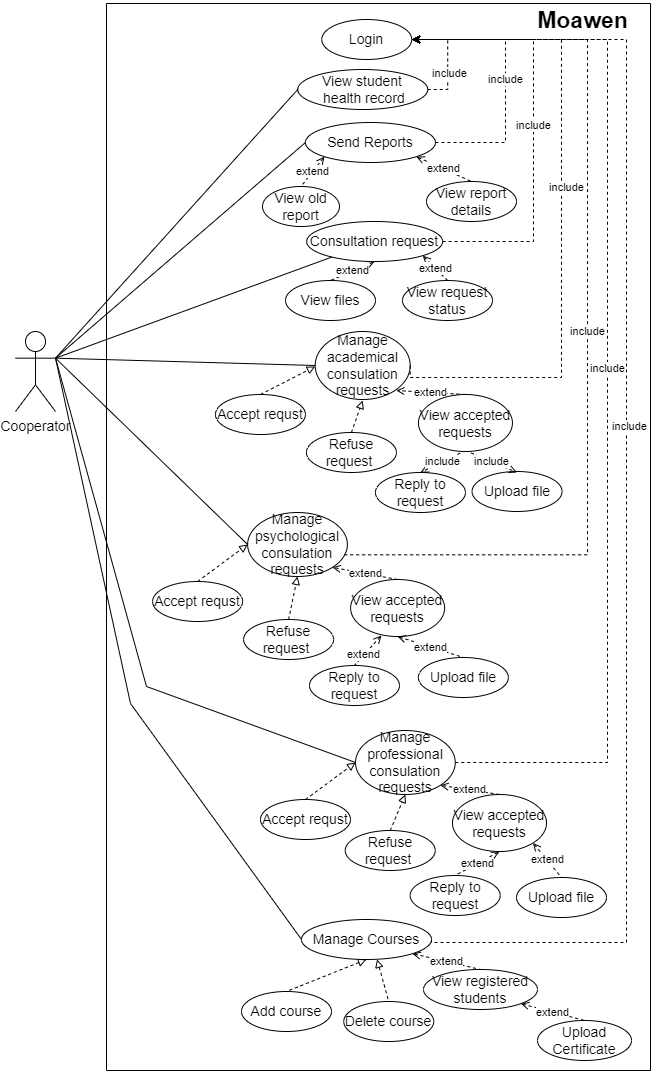 Moawen
Login
include
View student
health record
include
include
Send Reports
extend
extend
View old
report
View report
details
include
Consultation request
extend
extend
View files
View request
status
include
Manage
academical
consulation
requests
include
include
Cooperator
extend
Accept requst
View accepted
requests
Refuse
request
include
include
include
Reply to
request
Upload file
Manage
psychological
consulation
requests
extend
Accept requst
View accepted
requests
Refuse
request
extend
extend
Reply to
request
Upload file
Manage
professional
consulation
requests
extend
Accept requst
View accepted
requests
Refuse
request
extend
extend
Reply to
request
Upload file
Manage Courses
extend
View registered
students
Add course
Delete course
extend
Upload
Certificate